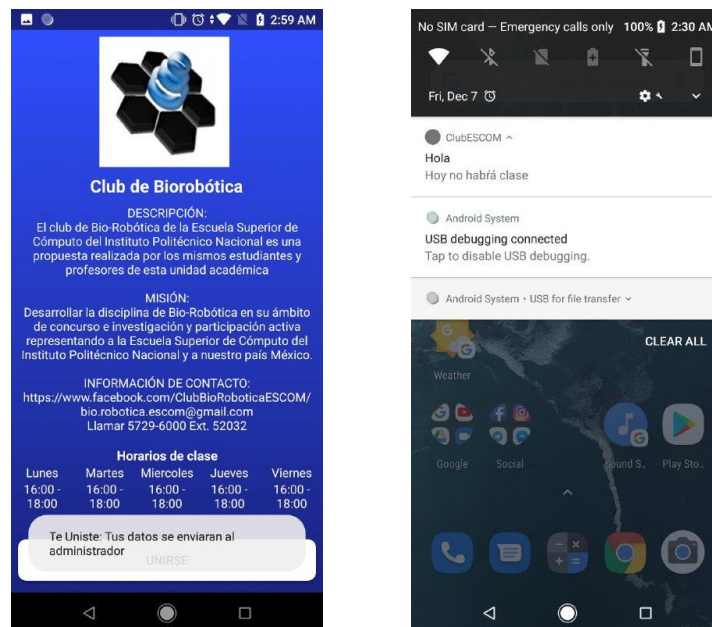 2:59 AM
Club de Biorobótica
DESCRIPCIÓN:
El club de Bio-Robótica de la Escuela Superior de
Cómputo del Instituto Politécnico Nacional es una
propuesta realizada por los mismos estudiantes y
profesores de esta unidad académica
MISIÓN:
Desarrollar la disciplina de Bio-Robótica en su ámbito
de concurso e investigación y participación activa
representando a la Escuela Superior de Cómputo del
Instituto Politécnico Nacional y a nuestro país México.
INFORMACIÓN DE CONTACTO:
https://www.facebook.com/ClubBioRoboticaESCOM/
bio.robotica.escom@gmail.com
Llamar 5729-6000 Ext. 52032
Horarios de clase
Lunes Martes Miercoles Jueves Viernes
16:00 - 16:00 - 16:00 - 16:00 - 16:00 -
18:00 18:00 18:00 18:00 18:00
Te Uniste: Tus datos se enviaran al
administrador
UNIRSE
No SIM card — Emergency calls only 100% 2:30 AM
Fri, Dec 7
ClubESCOM
Hola
Hoy no habrá clase
Android System
USB debugging connected
Tap to disable USB debugging.
Android System • USB for file transfer
CLEAR ALL
Weather
Google Social Sound S.. Play Sto..